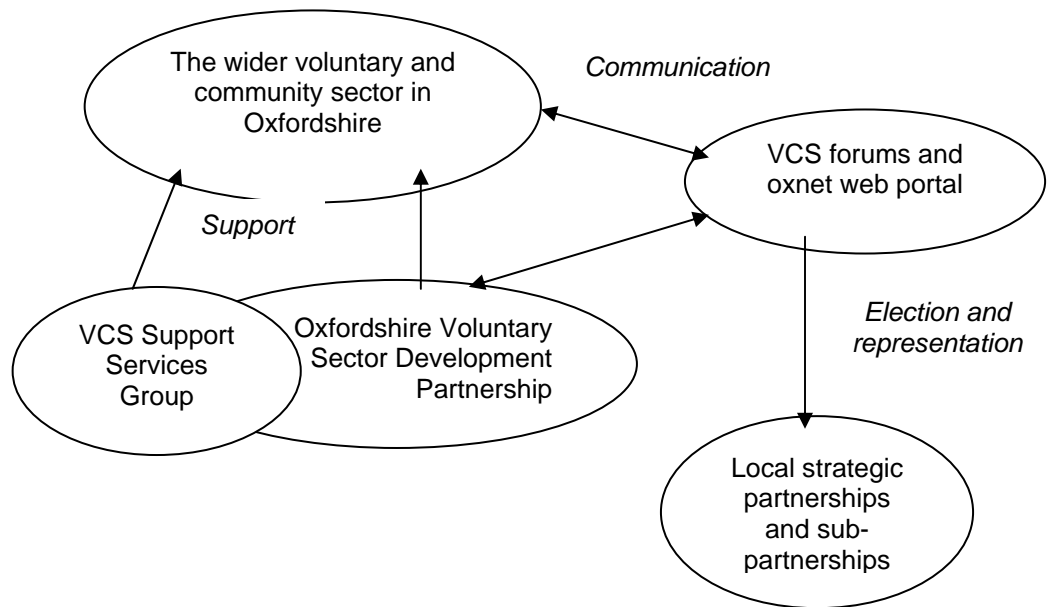 The wider voluntary and
community sector in
Oxfordshire
Communication
VCS forums and
oxnet web portal
Support
VCS Support
Services
Group
Oxfordshire Voluntary
Sector Development
Partnership
Election and
representation
Local strategic
partnerships
and sub-
partnerships